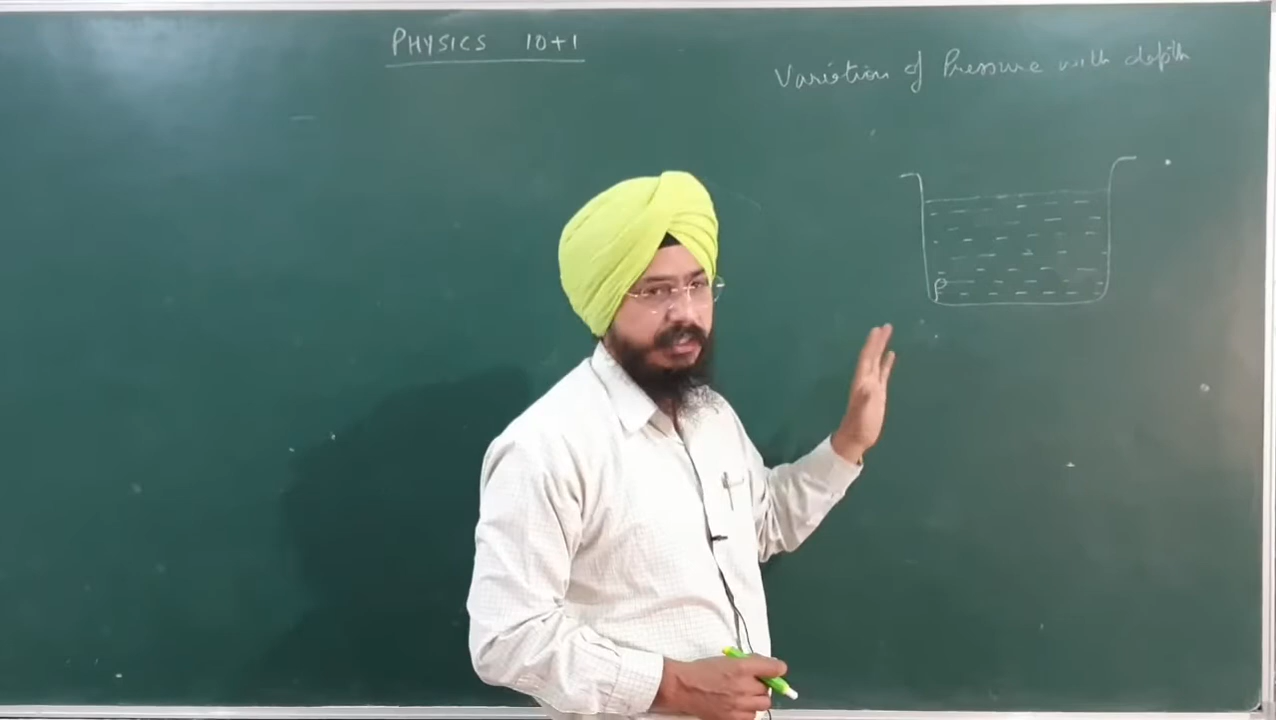 PHYSICS 10+1
Variation of Pressure with depth
P